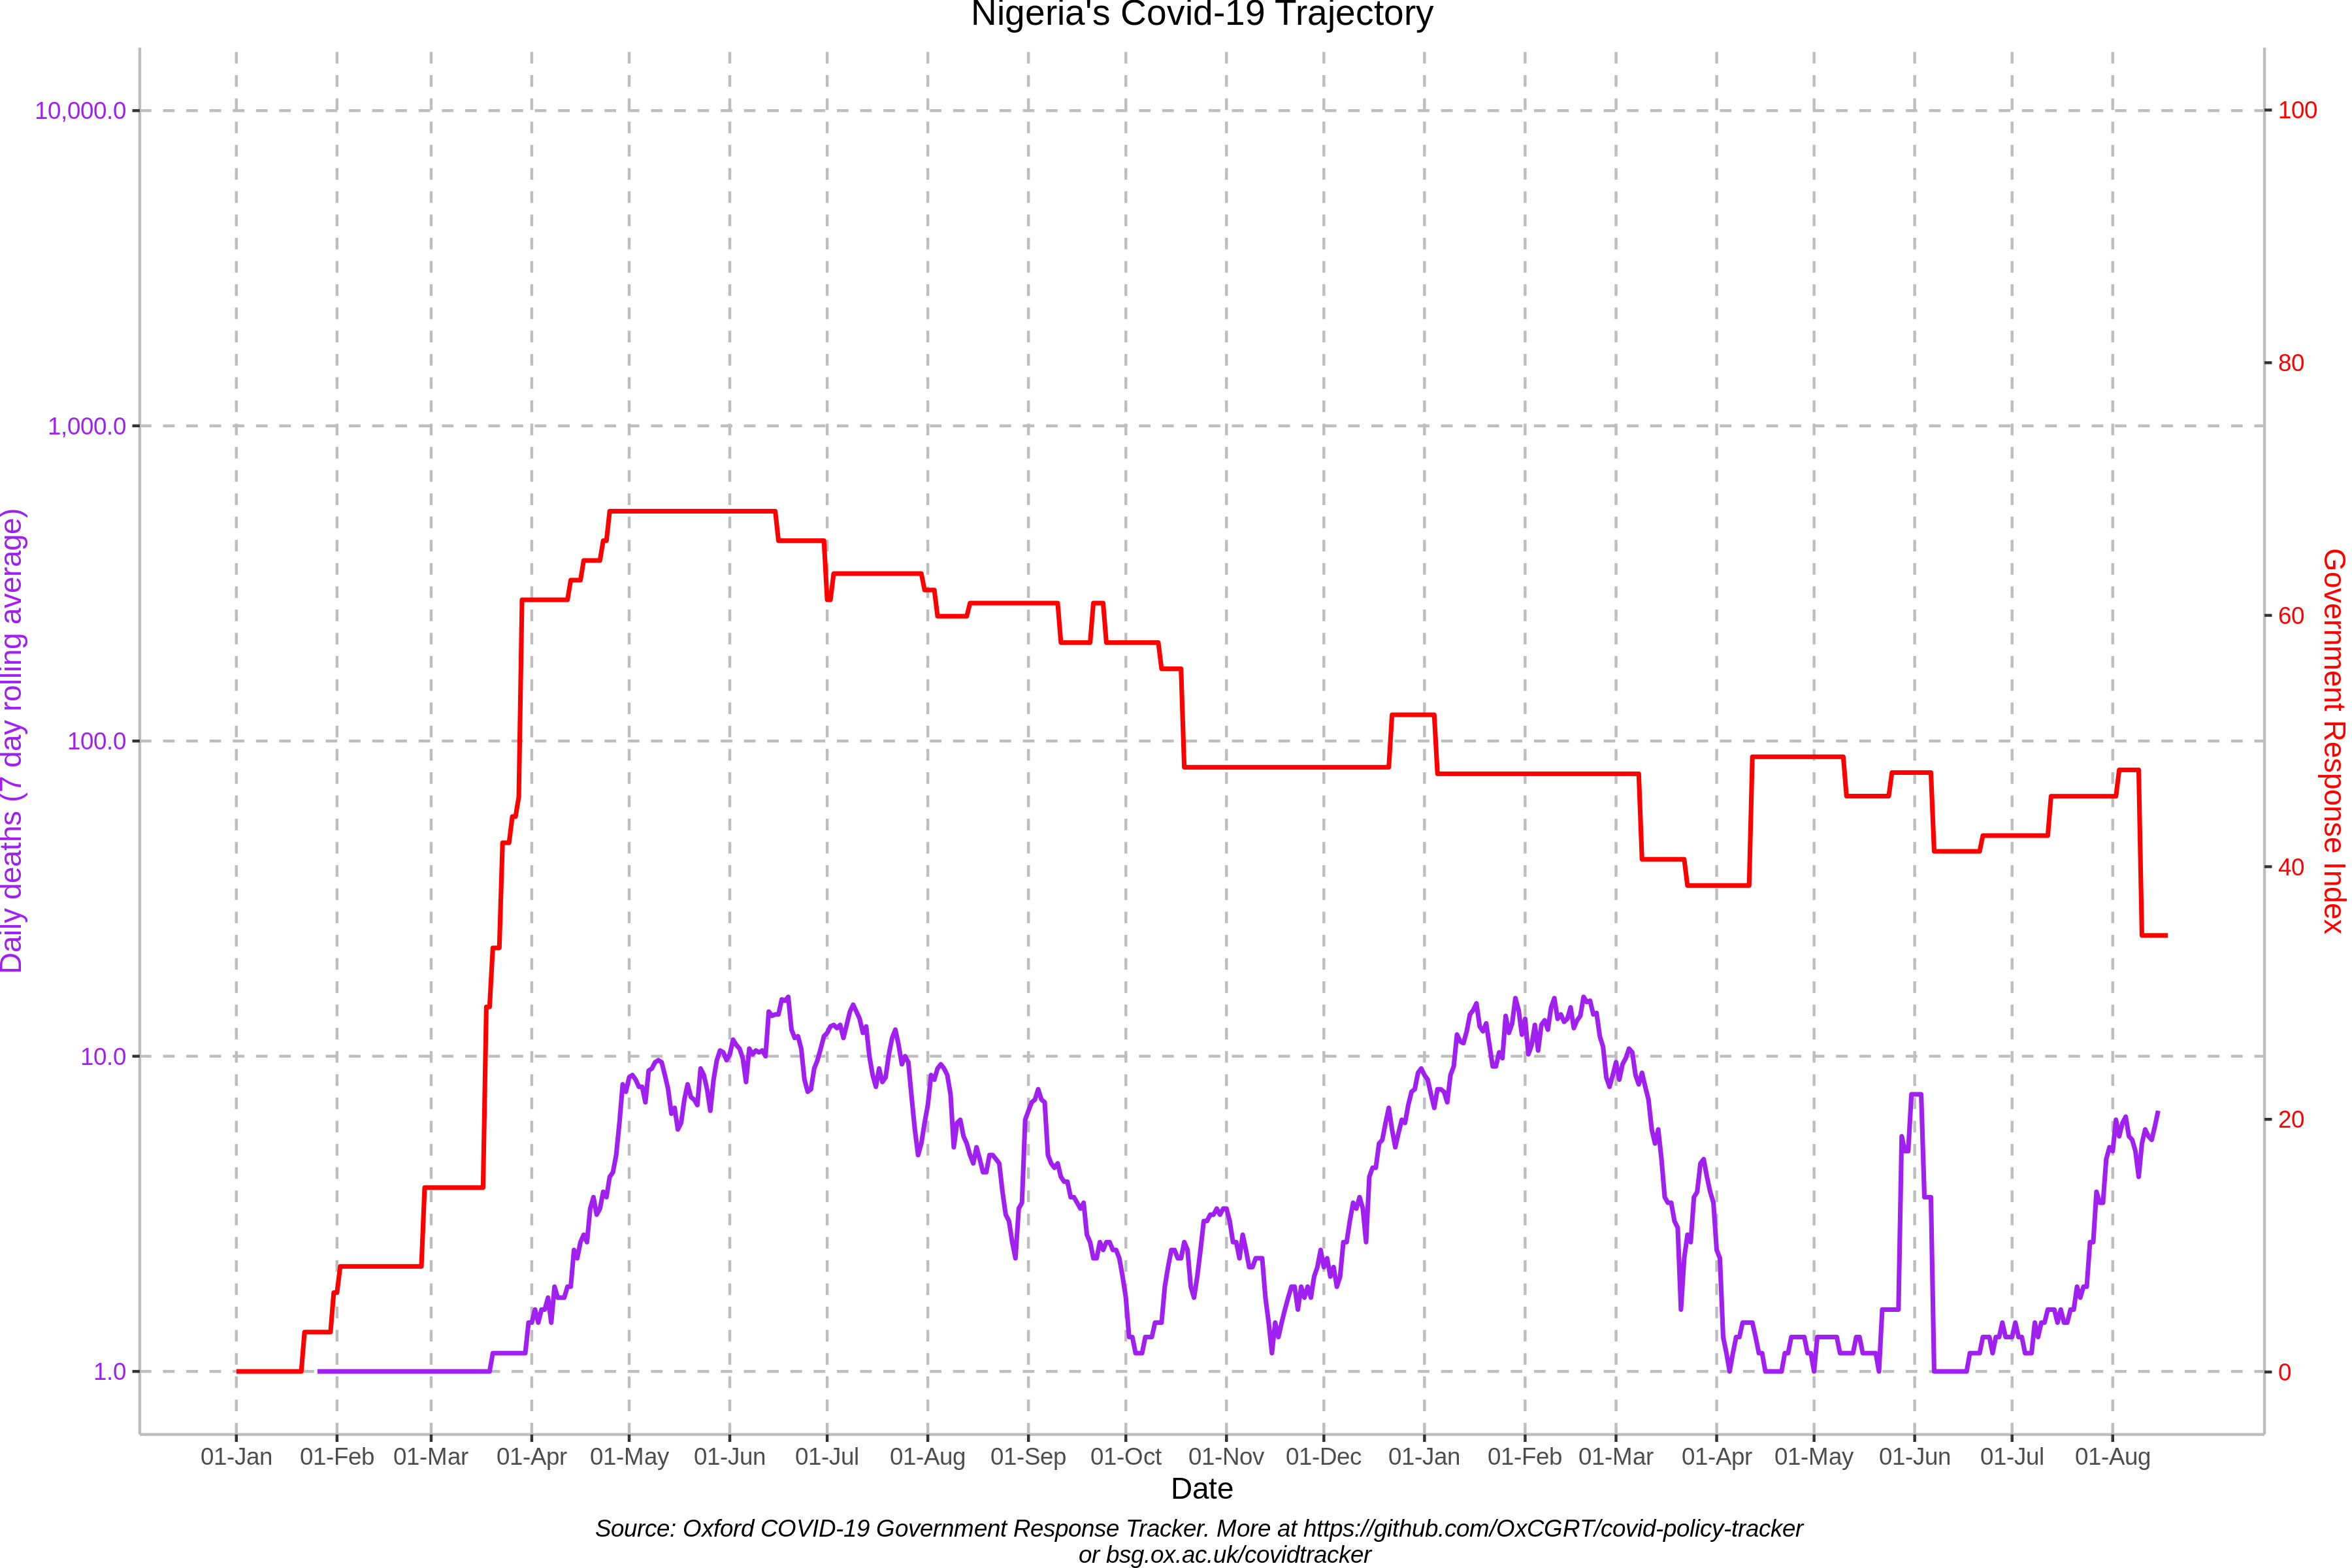 Nigeria's Covid-19 Trajectory
Daily deaths (7 day rolling average)
10,000.0
1,000.0
100.0
10.0
1.0
100
80
60
40
20
0
Government Response Index
01-Jan 01-Feb 01-Mar 01-Apr 01-May 01-Jun 01-Jul 01-Aug 01-Sep 01-Oct 01-Nov 01-Dec 01-Jan 01-Feb 01-Mar 01-Apr 01-May 01-Jun 01-Jul 01-Aug
Date
Source: Oxford COVID-19 Government Response Tracker. More at https://github.com/OxCGRT/covid-policy-tracker
or bsg.ox.ac.uk/covidtracker